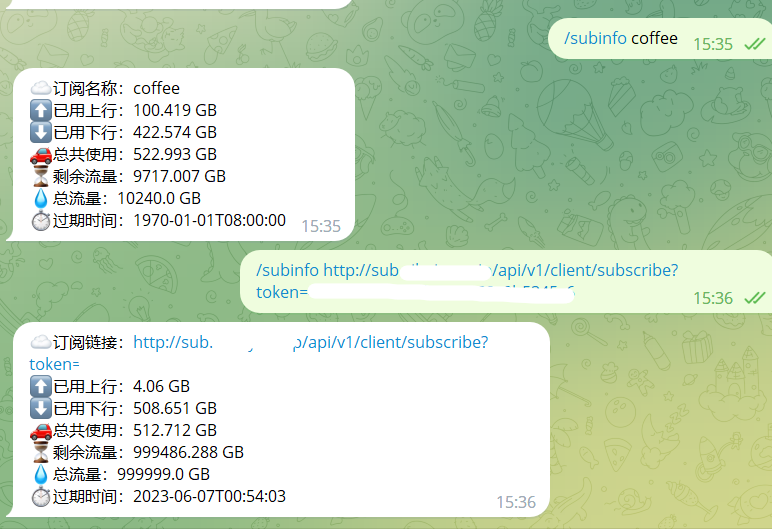 /subinfo coffee 15:35
☁️订阅名称：coffee
⬆️已用上行：100.419 GB
⬇️已用下行：422.574 GB
🚗总共使用：522.993 GB
⏳剩余流量：9717.007 GB
💧总流量：10240.0 GB
⏱️过期时间：1970-01-01T08:00:00 15:35
/subinfo http://sub /api/v1/client/subscribe?
token= 15:36
☁️订阅链接：http://sub. /api/v1/client/subscribe?
token=
⬆️已用上行：4.06 GB
⬇️已用下行：508.651 GB
🚗总共使用：512.712 GB
⏳剩余流量：999486.288 GB
💧总流量：999999.0 GB
⏱️过期时间：2023-06-07T00:54:03 15:36